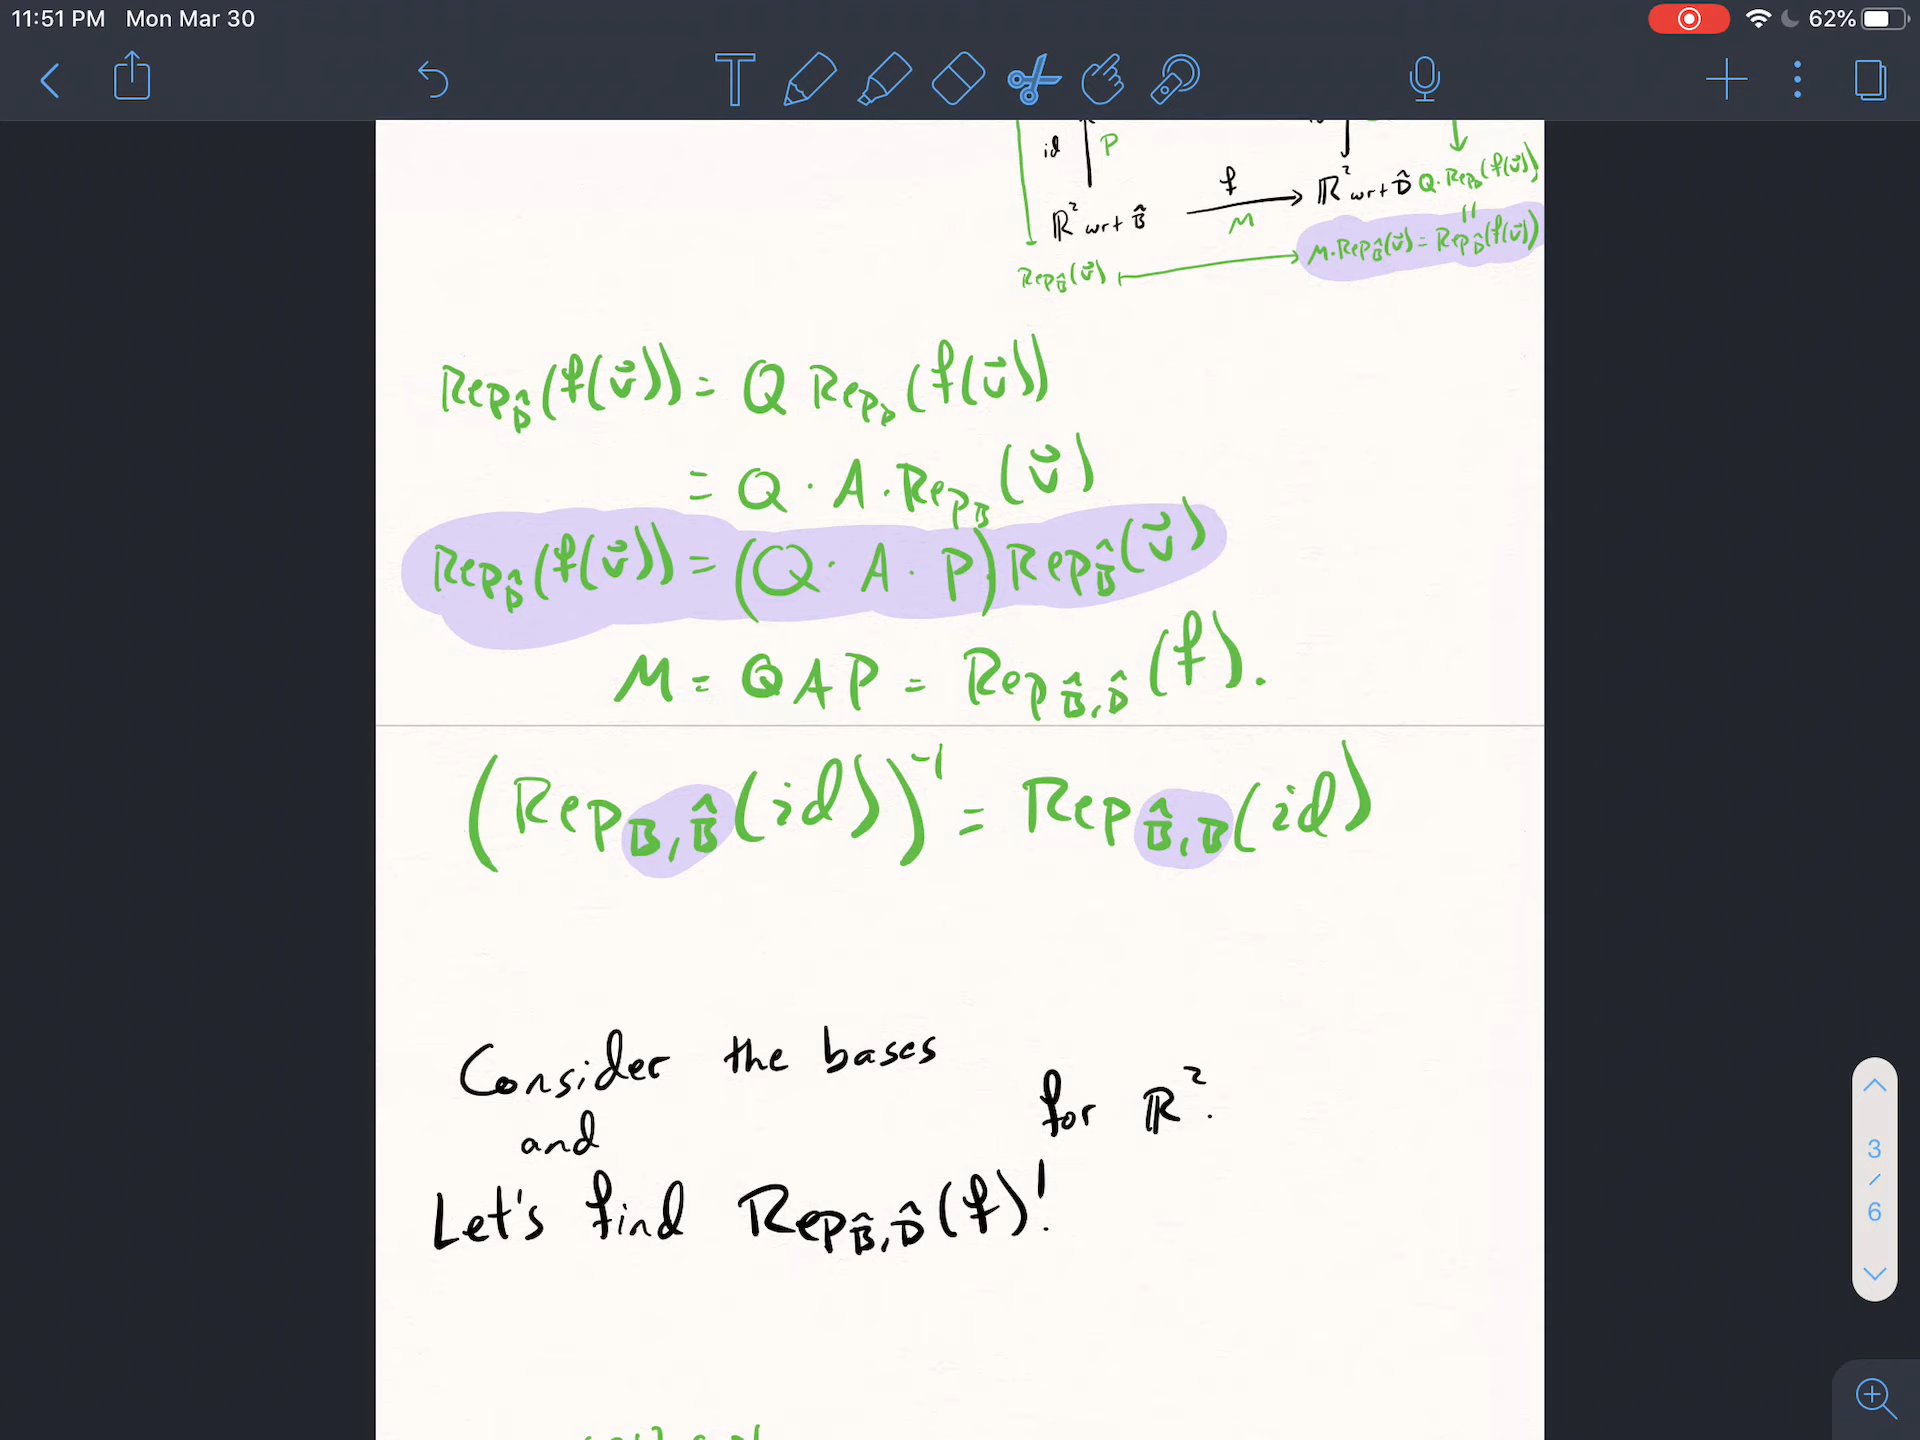 11:51 PM Mon Mar 30
62%
id P
f
ℝ² wrt B̂ M ℝ² wrt D̂ Q·Rep_D(f(v⃗))
Rep_B̂(v⃗) M·Rep_B̂(v⃗) = Rep_D̂(f(v⃗))
Rep_D̂(f(v⃗)) = Q Rep_D(f(v⃗))
= Q · A · Rep_B(v⃗)
Rep_D̂(f(v⃗)) = (Q · A · P) Rep_B̂(v⃗)
M = QAP = Rep_B̂,D̂(f).
(Rep_B,B̂(id))⁻¹ = Rep_B̂,B(id)
Consider the bases
and for ℝ².
Let's find Rep_B̂,D̂(f)!
3
/
6